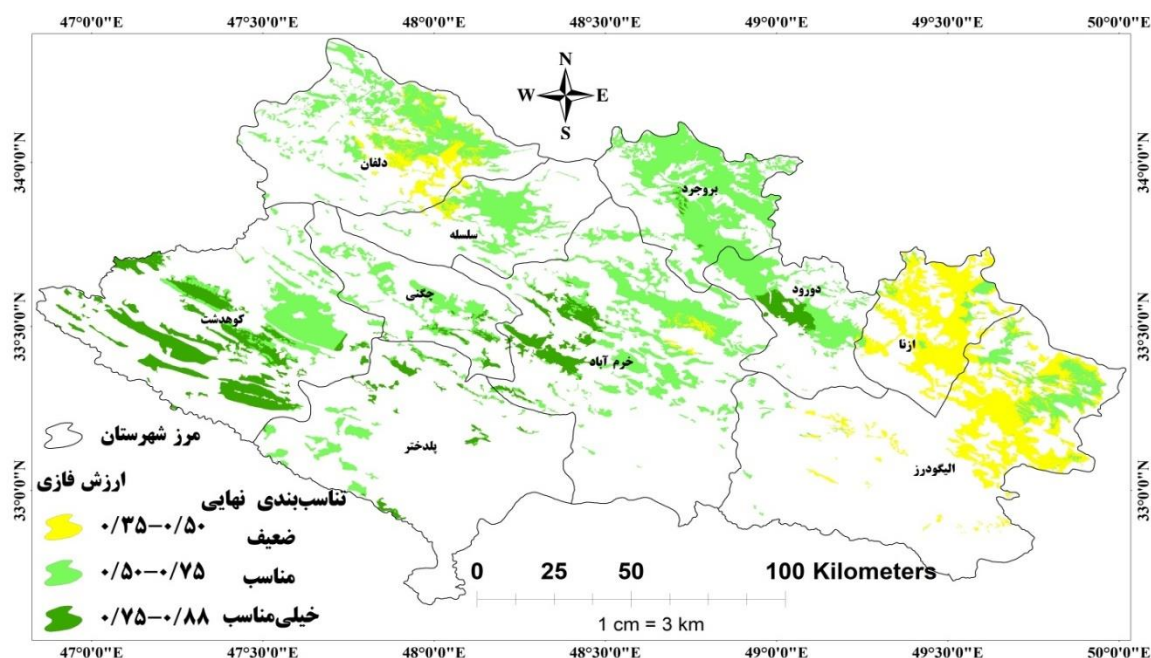 47°0'0"E 47°30'0"E 48°0'0"E 48°30'0"E 49°0'0"E 49°30'0"E 50°0'0"E
N
W E
S
34°0'0"N 34°0'0"N
دلفان
بروجرد
سلسله
چگنی
دورود
33°30'0"N 33°30'0"N
کوهدشت
ازنا
خرم آباد
مرز شهرستان
پلدختر
الیگودرز
ارزش فازی
33°0'0"N 33°0'0"N
تناسب‌بندی نهایی
۰/۳۵-۰/۵۰ ضعیف
۰/۵۰-۰/۷۵ مناسب
۰/۷۵-۰/۸۸ خیلی‌مناسب
0 25 50 100 Kilometers
1 cm = 3 km
47°0'0"E 47°30'0"E 48°0'0"E 48°30'0"E 49°0'0"E 49°30'0"E 50°0'0"E